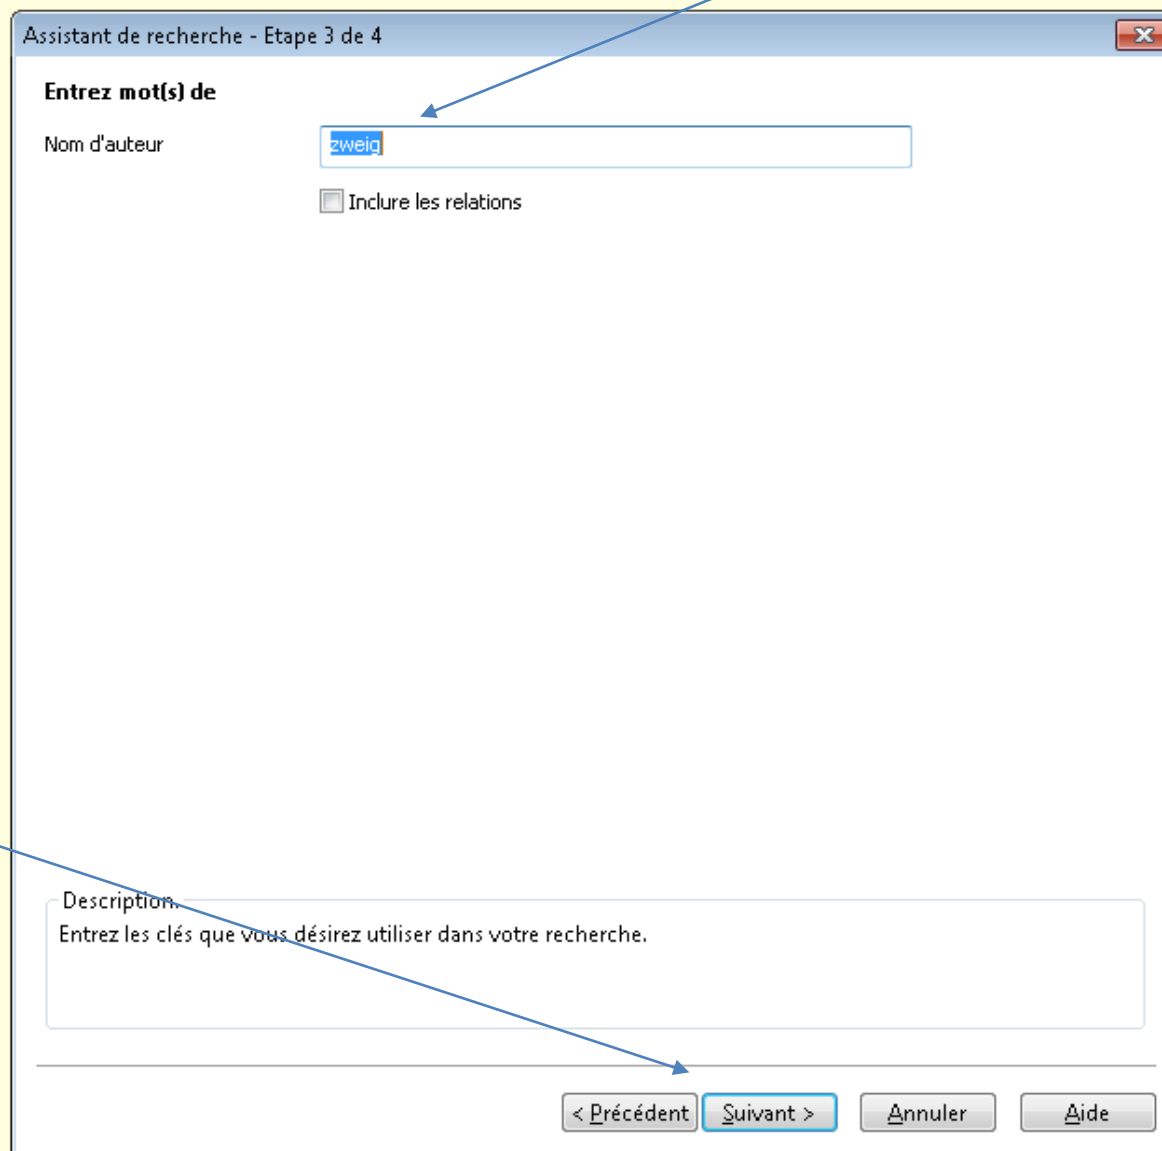 Assistant de recherche - Etape 3 de 4
Entrez mot(s) de
Nom d'auteur
zweig
Inclure les relations
Description.
Entrez les clés que vous désirez utiliser dans votre recherche.
< Précédent Suivant > Annuler Aide